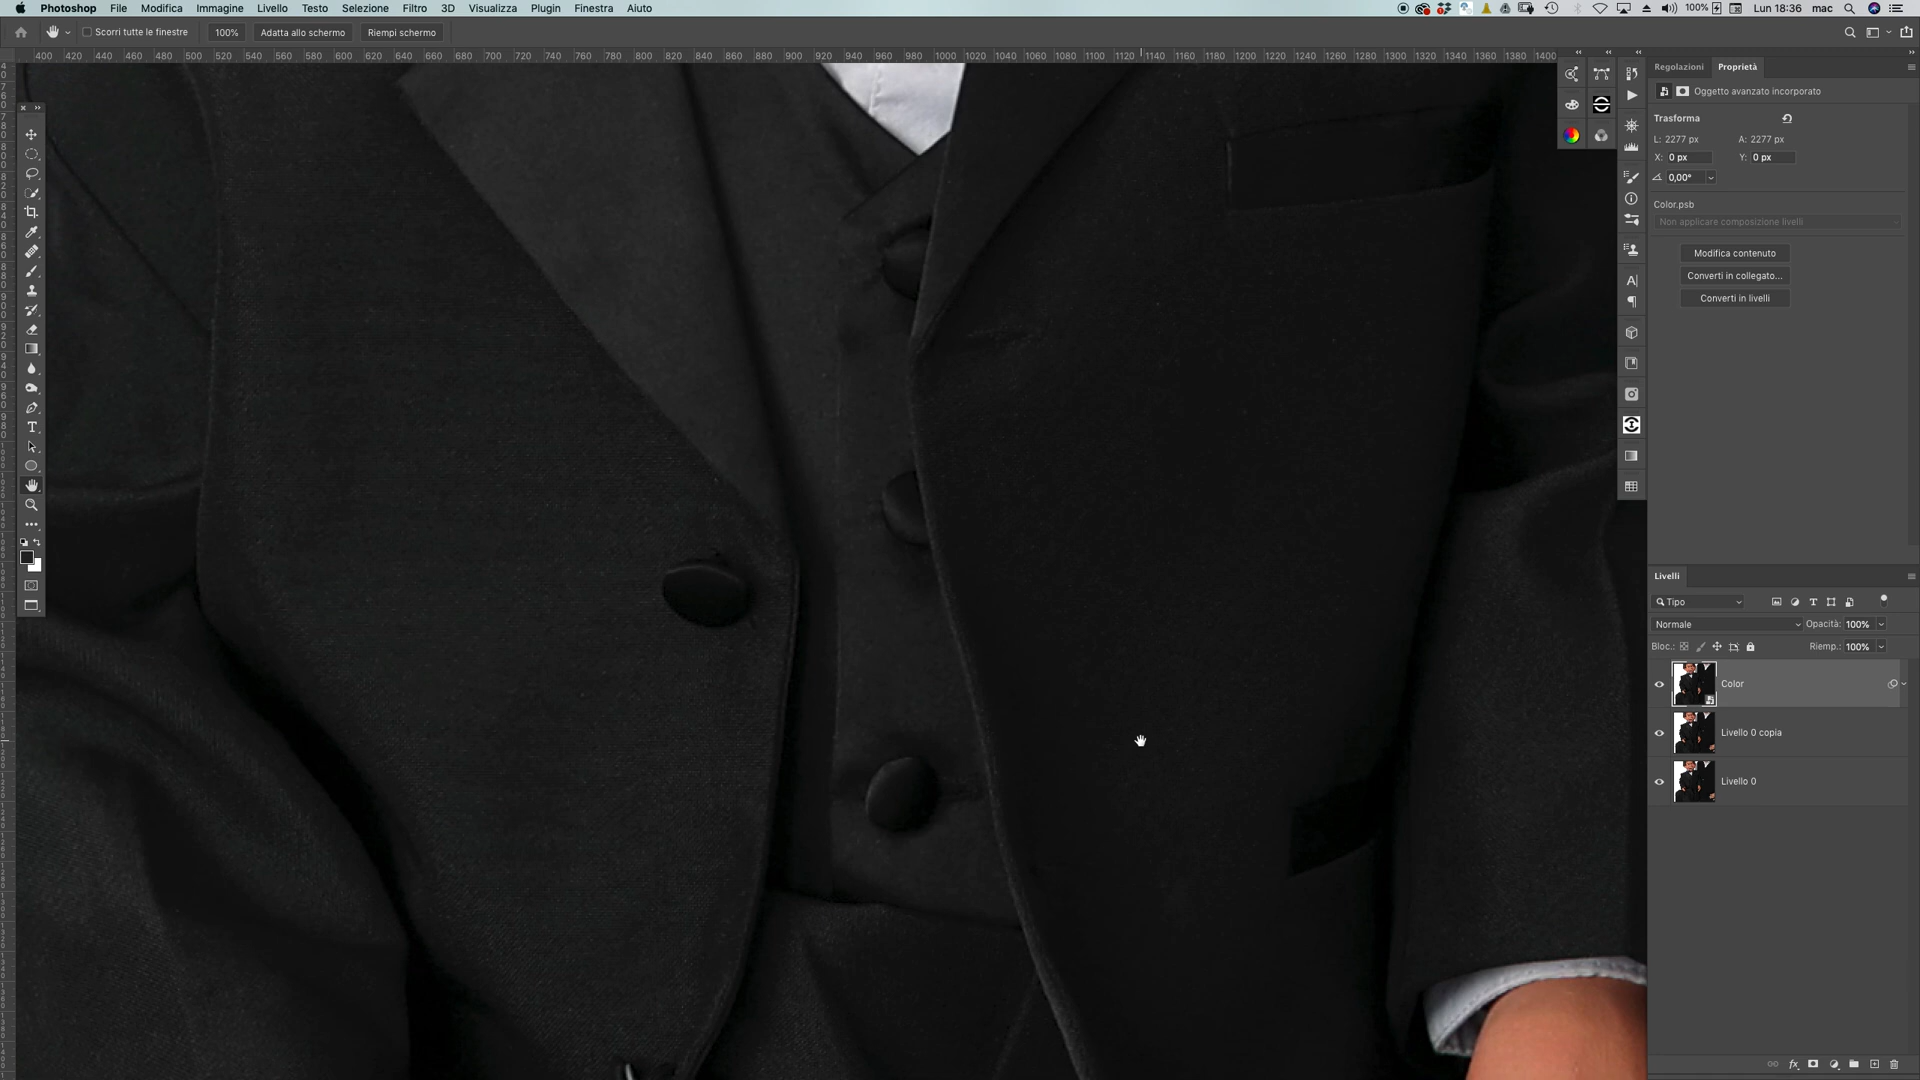 Photoshop File Modifica Immagine Livello Testo Selezione Filtro 3D Visualizza Plugin Finestra Aiuto 100% Lun 18:36 mac
Scorri tutte le finestre 100% Adatta allo schermo Riempi schermo
400 420 440 460 480 500 520 540 560 580 600 620 640 660 680 700 720 740 760 780 800 820 840 860 880 900 920 940 960 980 1000 1020 1040 1060 1080 1100 1120 1140 1160 1180 1200 1220 1240 1260 1280 1300 1320 1340 1360 1380 1400
Regolazioni Proprietà
Oggetto avanzato incorporato
Trasforma
L: 2277 px A: 2277 px
X: 0 px Y: 0 px
0,00°
Color.psb
Non applicare composizione livelli
Modifica contenuto
Converti in collegato...
Converti in livelli
Livelli
Tipo
Normale Opacità: 100%
Bloc.: Riemp.: 100%
Color
Livello 0 copia
Livello 0